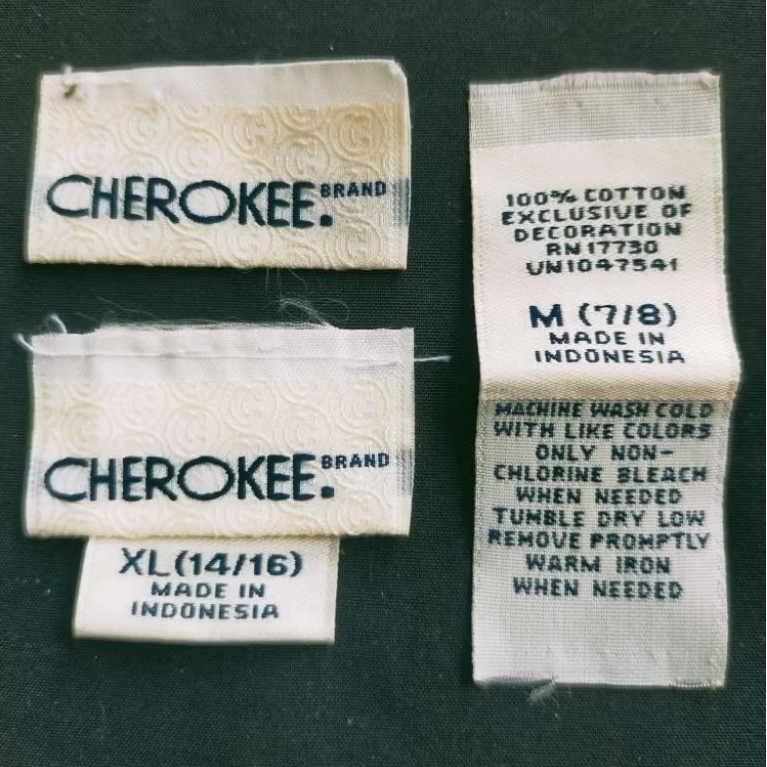 CHEROKEE. BRAND
CHEROKEE. BRAND
XL (14/16)
MADE IN
INDONESIA
100% COTTON
EXCLUSIVE OF
DECORATION
RN 17730
UN1047541
M (7/8)
MADE IN
INDONESIA
MACHINE WASH COLD
WITH LIKE COLORS
ONLY NON-
CHLORINE BLEACH
WHEN NEEDED
TUMBLE DRY LOW
REMOVE PROMPTLY
WARM IRON
WHEN NEEDED